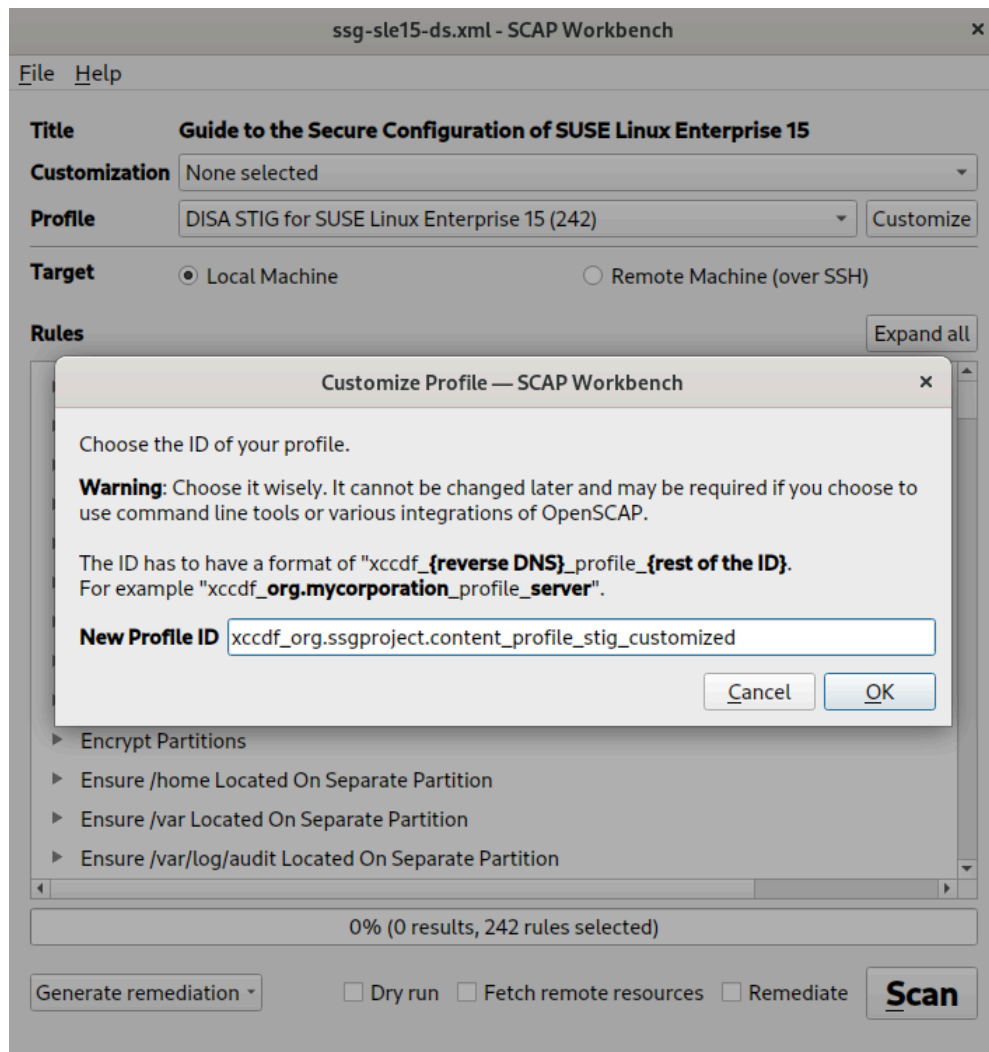 ssg-sle15-ds.xml - SCAP Workbench ×
File Help
Title Guide to the Secure Configuration of SUSE Linux Enterprise 15
Customization None selected
Profile DISA STIG for SUSE Linux Enterprise 15 (242) Customize
Target Local Machine Remote Machine (over SSH)
Rules Expand all
Customize Profile — SCAP Workbench ×
Choose the ID of your profile.
Warning: Choose it wisely. It cannot be changed later and may be required if you choose to
use command line tools or various integrations of OpenSCAP.
The ID has to have a format of "xccdf_{reverse DNS}_profile_{rest of the ID}.
For example "xccdf_org.mycorporation_profile_server".
New Profile ID xccdf_org.ssgproject.content_profile_stig_customized
Cancel OK
Encrypt Partitions
Ensure /home Located On Separate Partition
Ensure /var Located On Separate Partition
Ensure /var/log/audit Located On Separate Partition
0% (0 results, 242 rules selected)
Generate remediation Dry run Fetch remote resources Remediate Scan